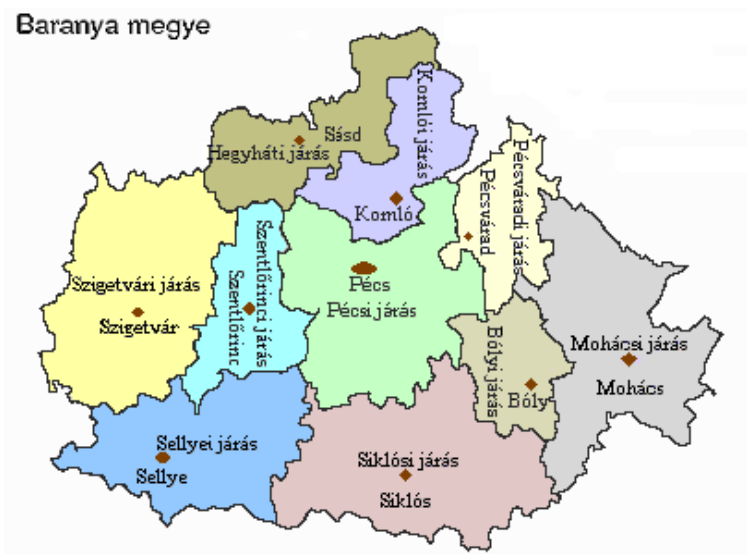 Baranya megye
Komlói járás
Sásd
Hegyháti járás
Pécsváradi járás
Pécsvárad
Komló
Szentlőrinci járás
Szentlőrinc
Szigetvári járás
Szigetvár
Pécs
Pécsi járás
Bólyi járás
Bóly
Mohácsi járás
Mohács
Sellyei járás
Sellye
Siklósi járás
Siklós